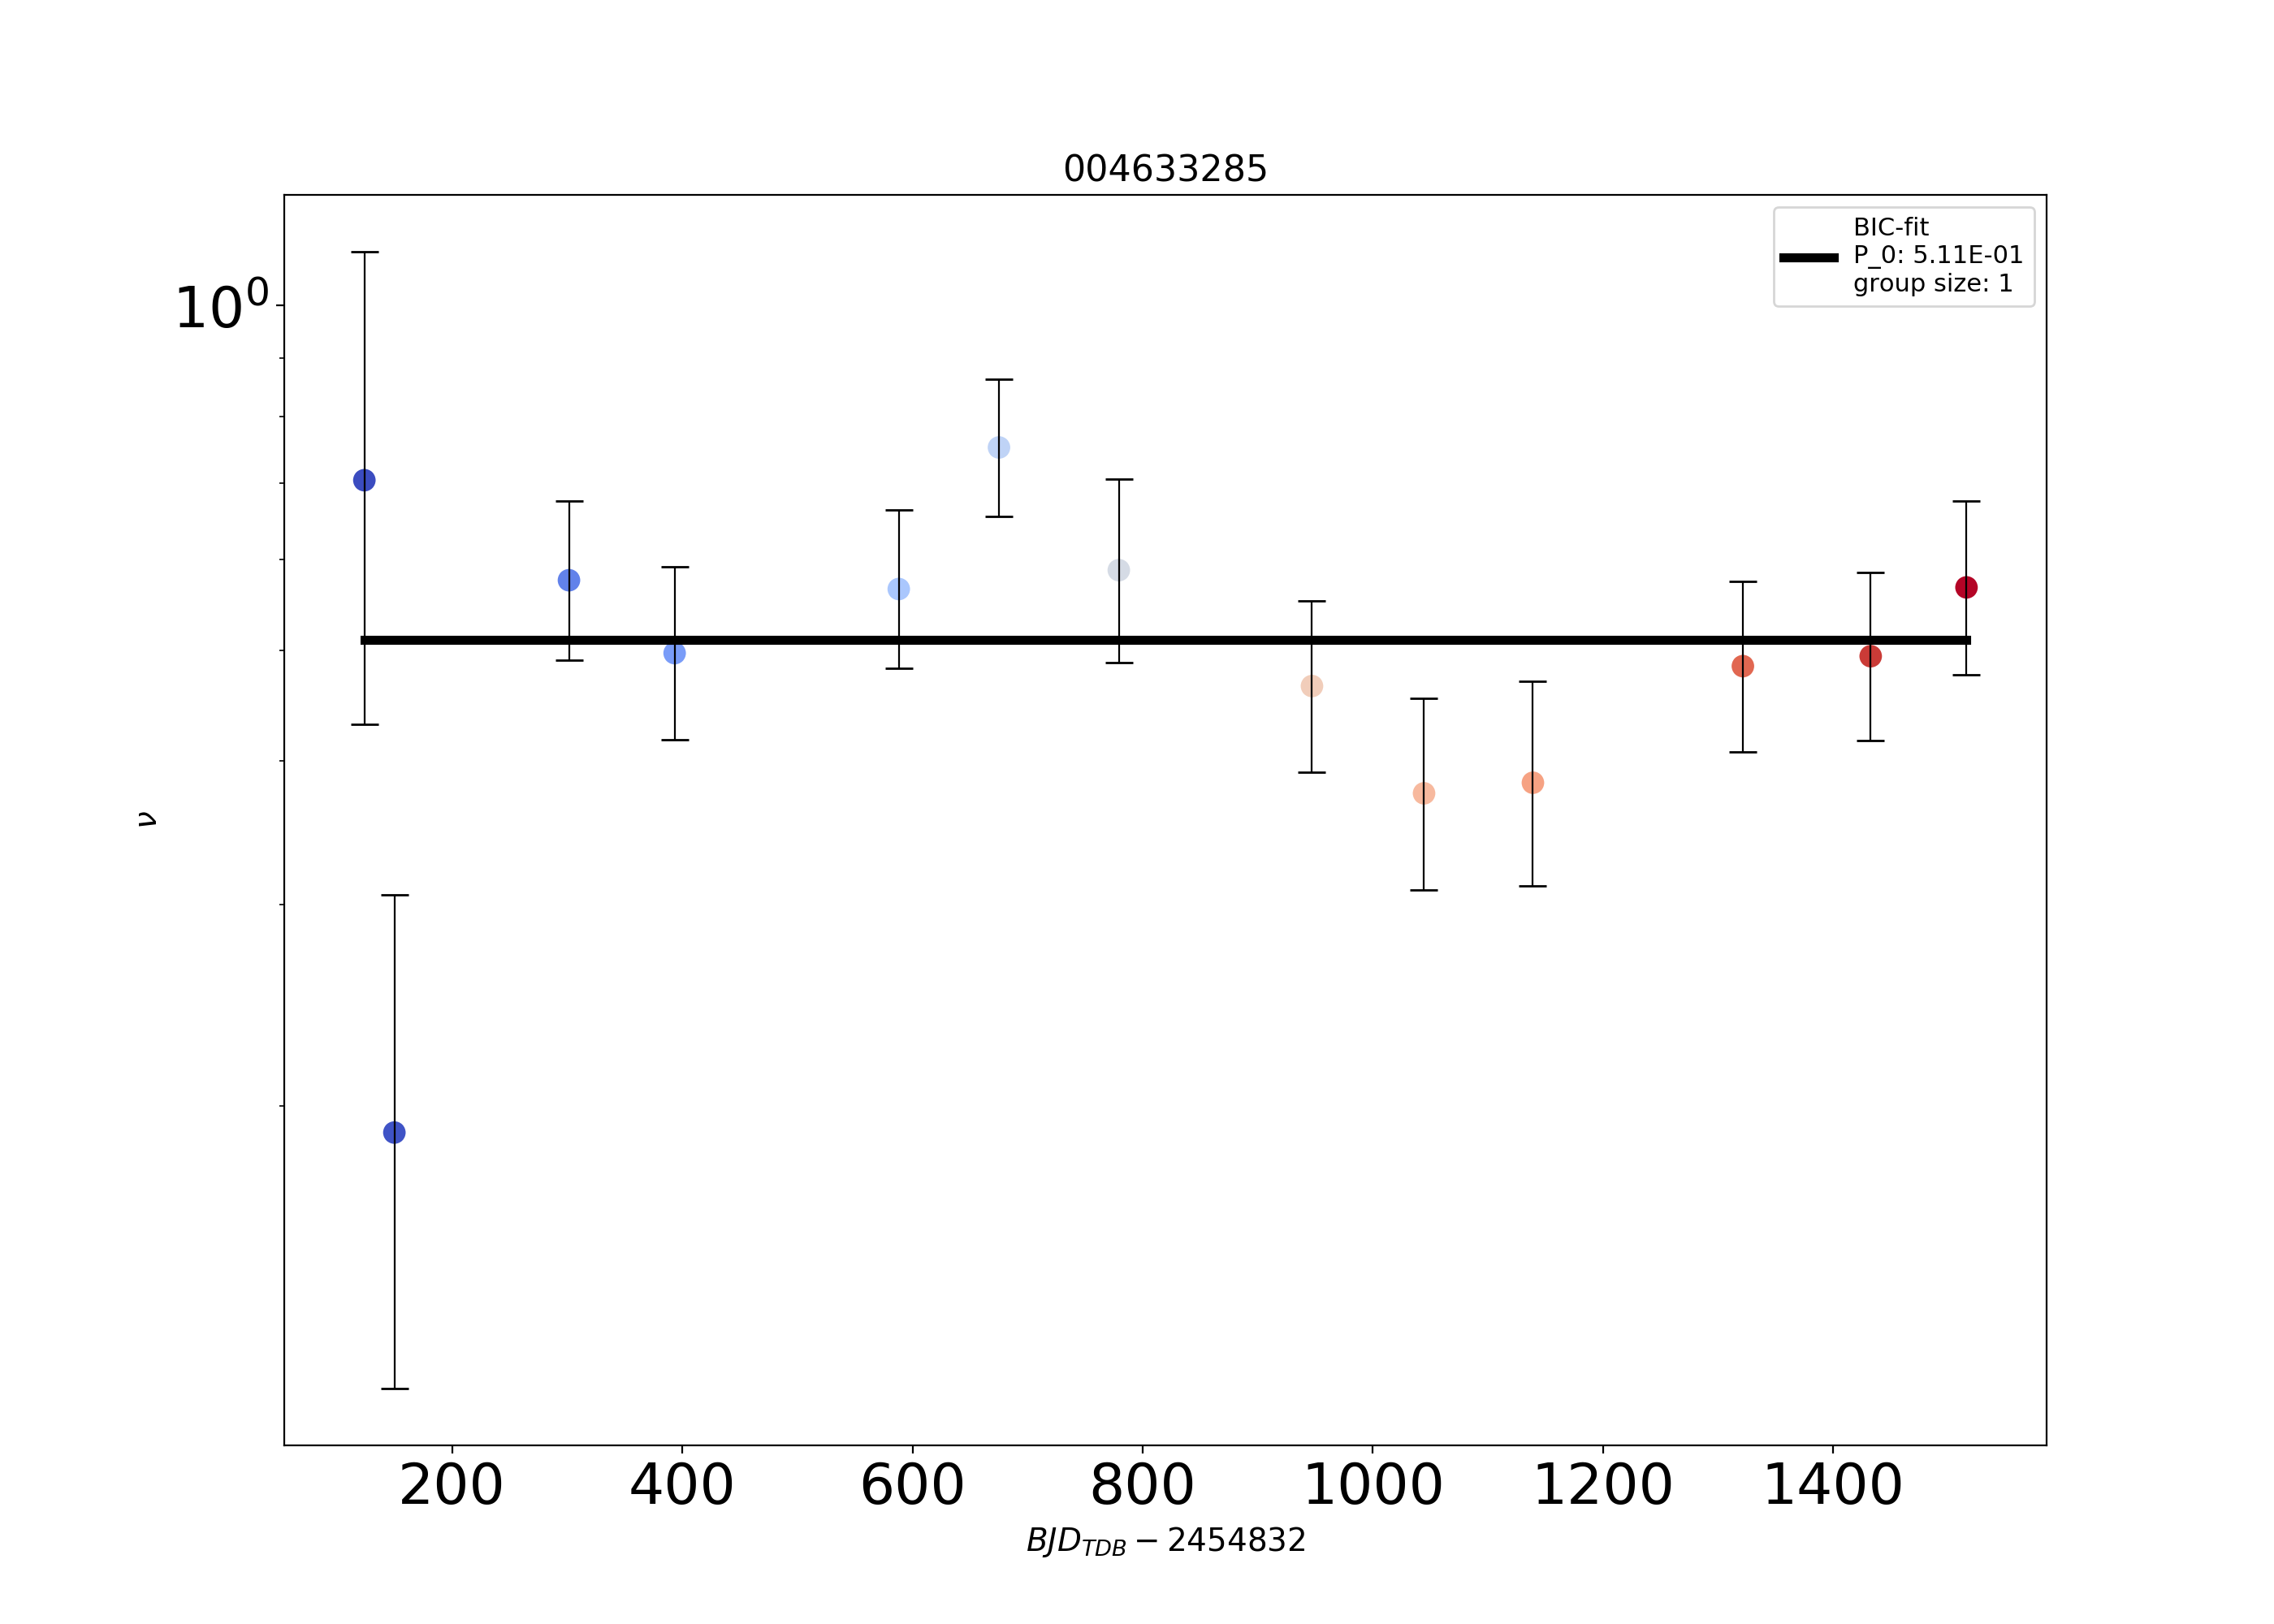 004633285
BIC-fit
P_0: 5.11E-01
group size: 1
10⁰
ν
200 400 600 800 1000 1200 1400
BJD_TDB − 2454832